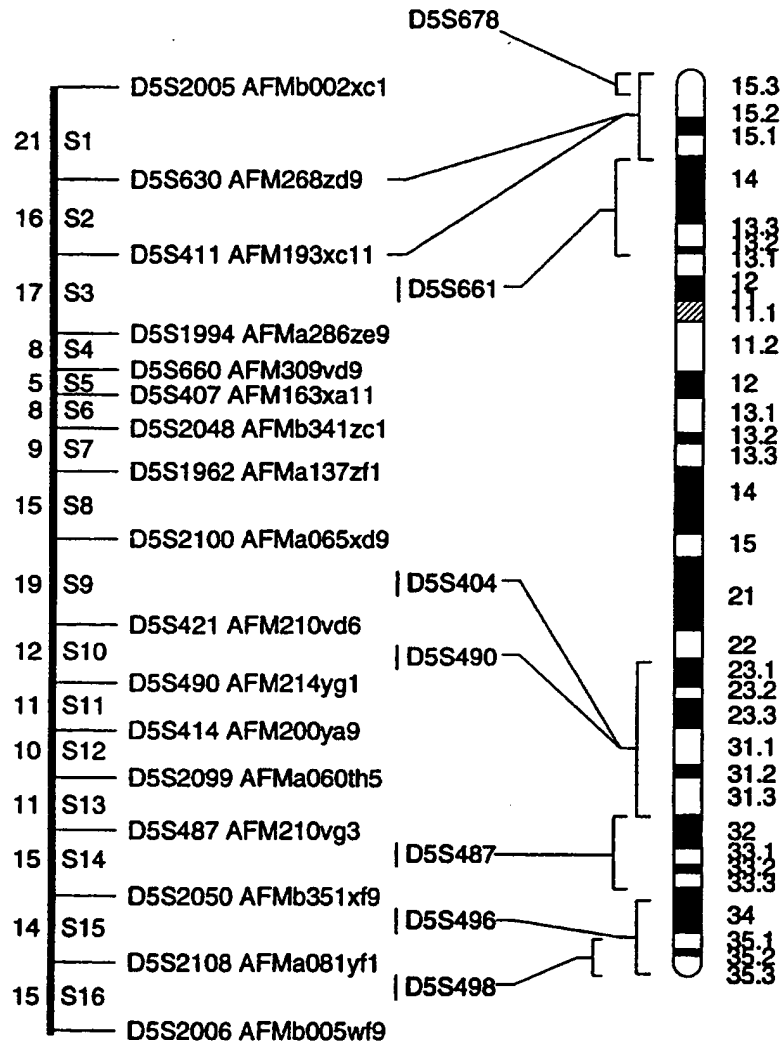 D5S678
D5S2005 AFMb002xc1
21 S1
D5S630 AFM268zd9
16 S2
D5S411 AFM193xc11
17 S3
D5S661
D5S1994 AFMa286ze9
8 S4
D5S660 AFM309vd9
5 S5
D5S407 AFM163xa11
8 S6
D5S2048 AFMb341zc1
9 S7
D5S1962 AFMa137zf1
15 S8
D5S2100 AFMa065xd9
19 S9
D5S404
D5S421 AFM210vd6
12 S10
D5S490
D5S490 AFM214yg1
11 S11
D5S414 AFM200ya9
10 S12
D5S2099 AFMa060th5
11 S13
D5S487 AFM210vg3
15 S14
D5S487
D5S2050 AFMb351xf9
14 S15
D5S496
D5S2108 AFMa081yf1
15 S16
D5S498
D5S2006 AFMb005wf9
15.3
15.2
15.1
14
13.3
13.2
13.1
12
11
11.1
11.2
12
13.1
13.2
13.3
14
15
21
22
23.1
23.2
23.3
31.1
31.2
31.3
32
33.1
33.2
33.3
34
35.1
35.2
35.3